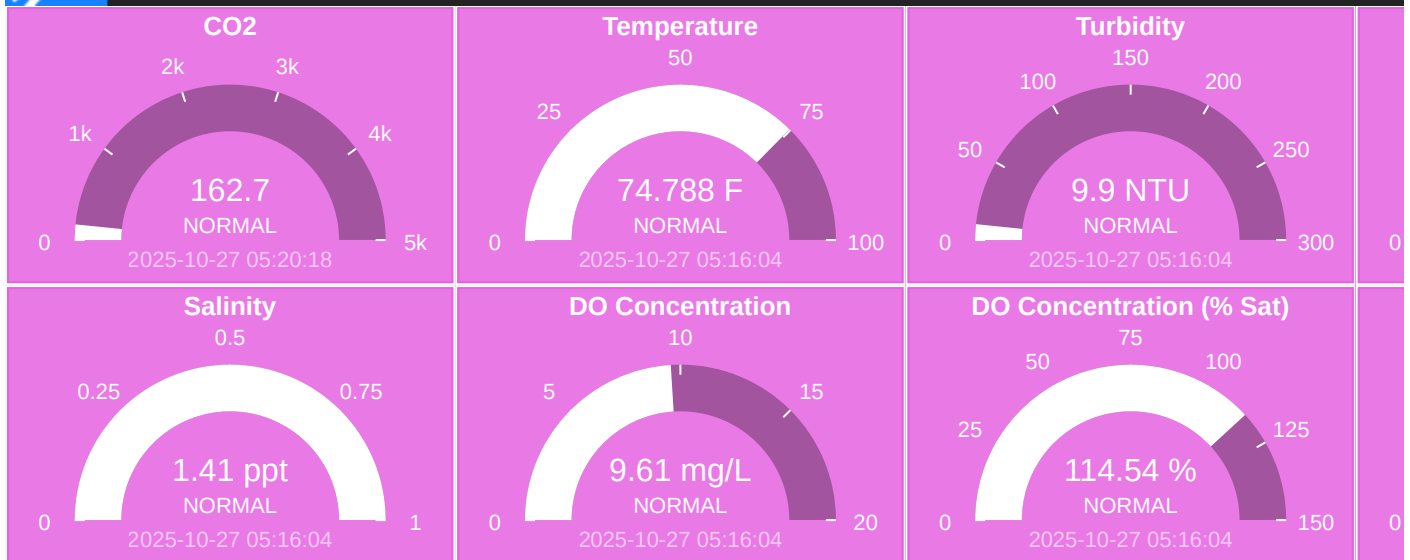 CO2
0
1k
2k
3k
4k
5k
162.7
NORMAL
2025-10-27 05:20:18
Temperature
0
25
50
75
100
74.788 F
NORMAL
2025-10-27 05:16:04
Turbidity
0
50
100
150
200
250
300
9.9 NTU
NORMAL
2025-10-27 05:16:04
0
Salinity
0
0.25
0.5
0.75
1
1.41 ppt
NORMAL
2025-10-27 05:16:04
DO Concentration
0
5
10
15
20
9.61 mg/L
NORMAL
2025-10-27 05:16:04
DO Concentration (% Sat)
0
25
50
75
100
125
150
114.54 %
NORMAL
2025-10-27 05:16:04
0